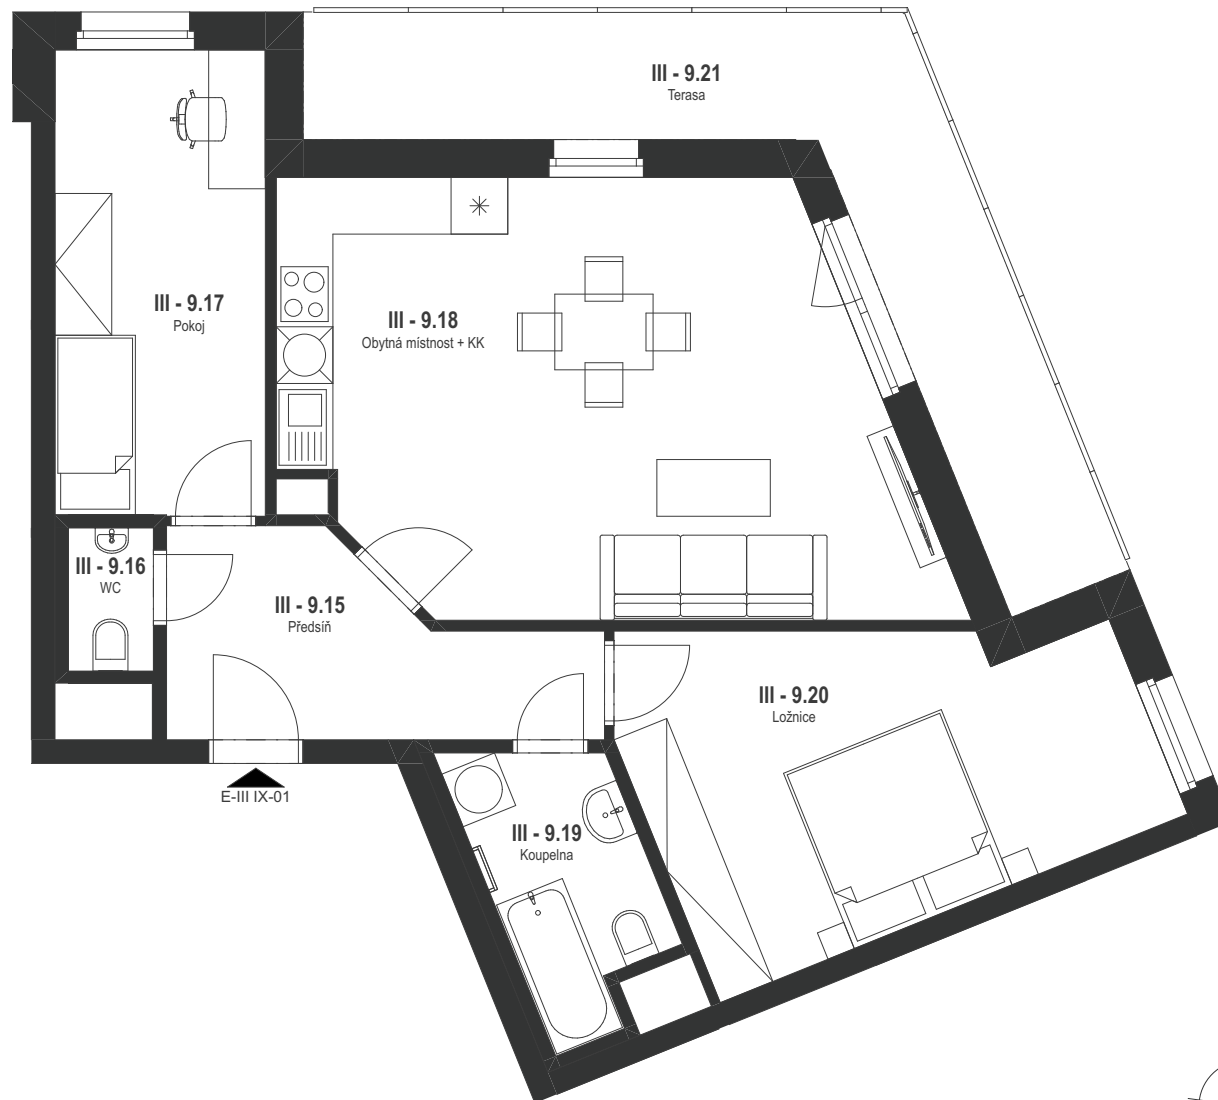 III - 9.21
Terasa
III - 9.17
Pokoj
III - 9.18
Obytná místnost + KK
III - 9.16
WC
III - 9.15
Předsíň
III - 9.20
Ložnice
E-III IX-01
III - 9.19
Koupelna